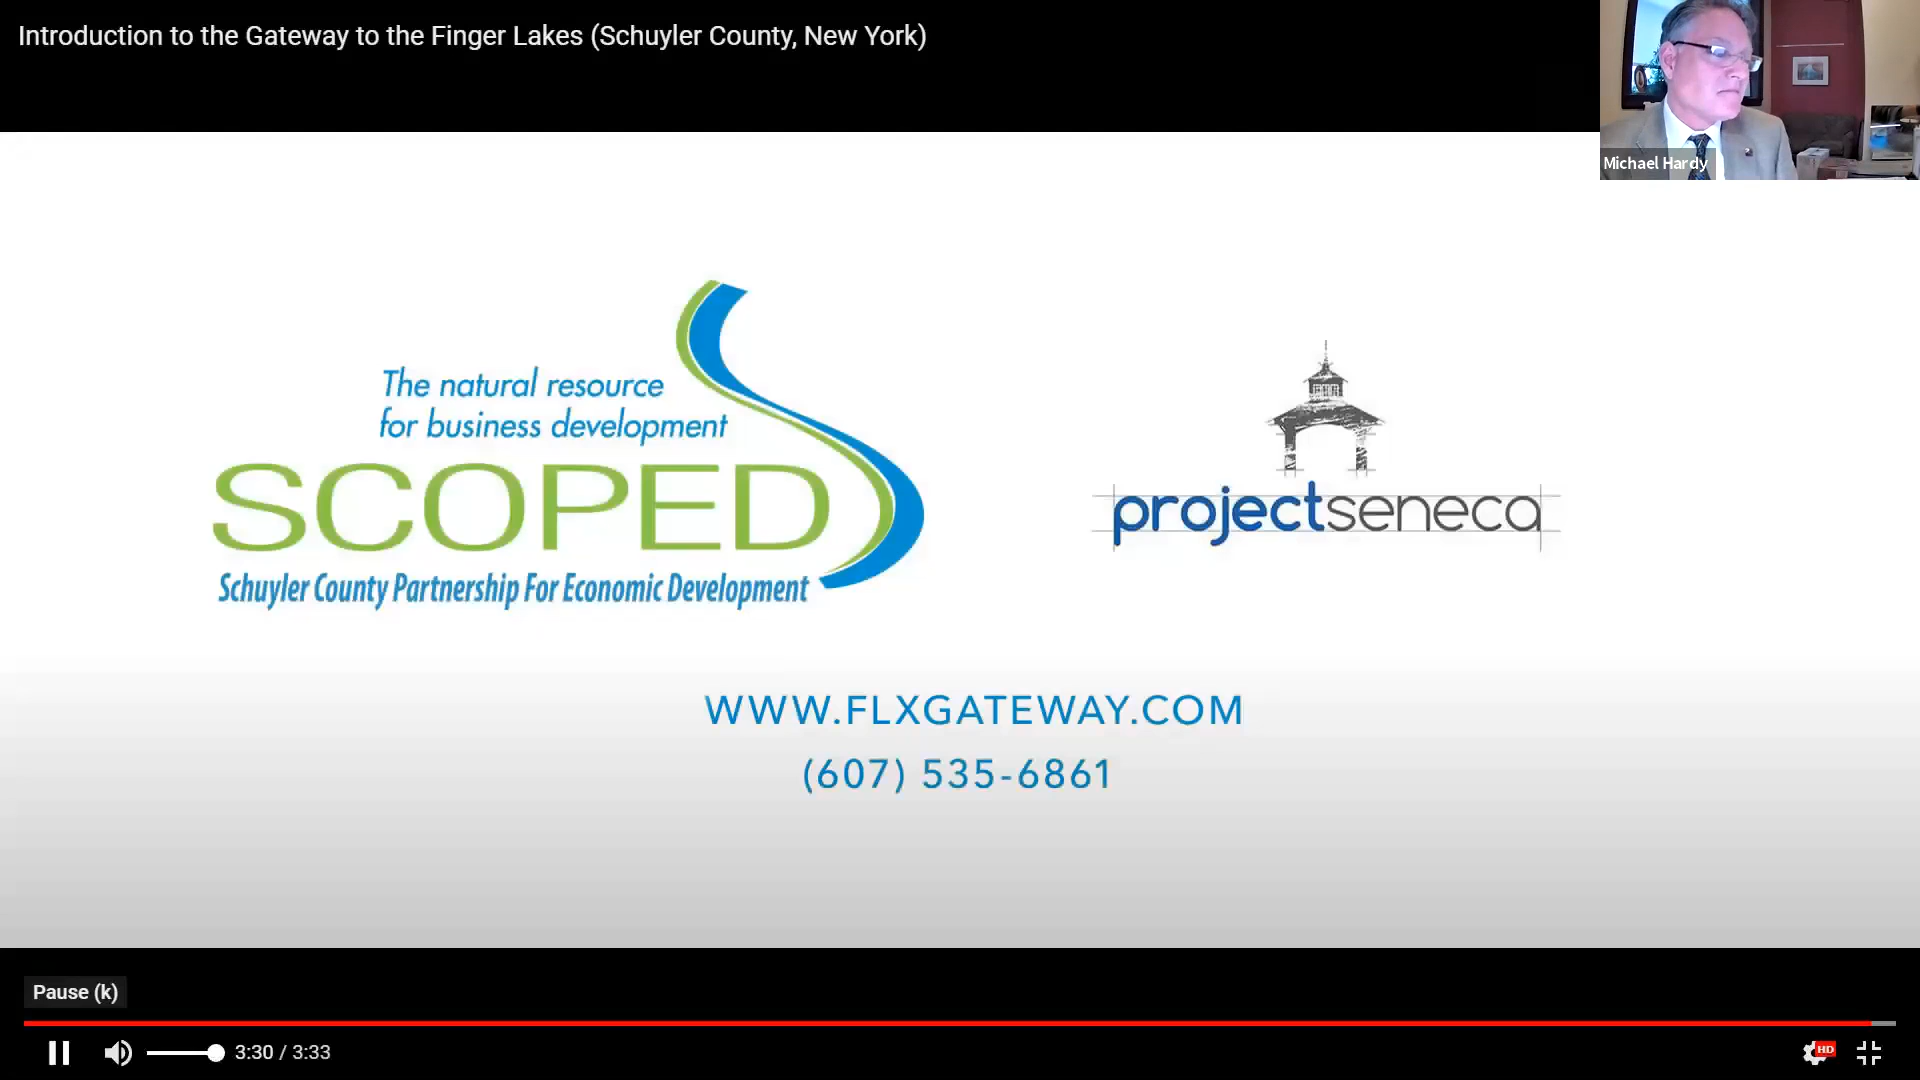 Introduction to the Gateway to the Finger Lakes (Schuyler County, New York)
Michael Hardy
The natural resource
for business development
SCOPED
Schuyler County Partnership For Economic Development
projectseneca
WWW.FLXGATEWAY.COM
(607) 535-6861
Pause (k)
3:30 / 3:33
HD